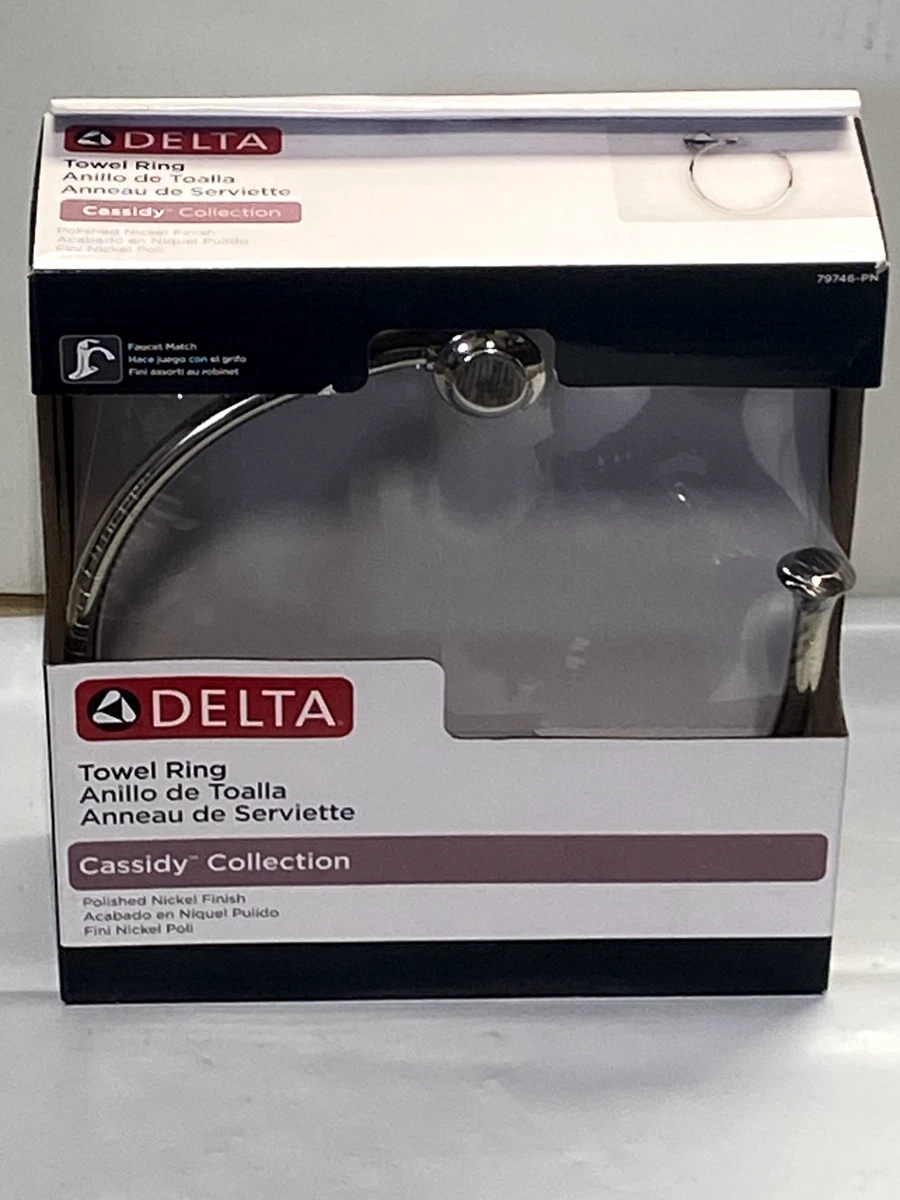 DELTA
Towel Ring
Anillo de Toalla
Anneau de Serviette
Cassidy™ Collection
Polished Nickel Finish
Acabado en Níquel Pulido
Fini Nickel Poli
79746-PN
Faucet Match
Hace juego con el grifo
Fini assorti au robinet
DELTA
Towel Ring
Anillo de Toalla
Anneau de Serviette
Cassidy™ Collection
Polished Nickel Finish
Acabado en Níquel Pulido
Fini Nickel Poli